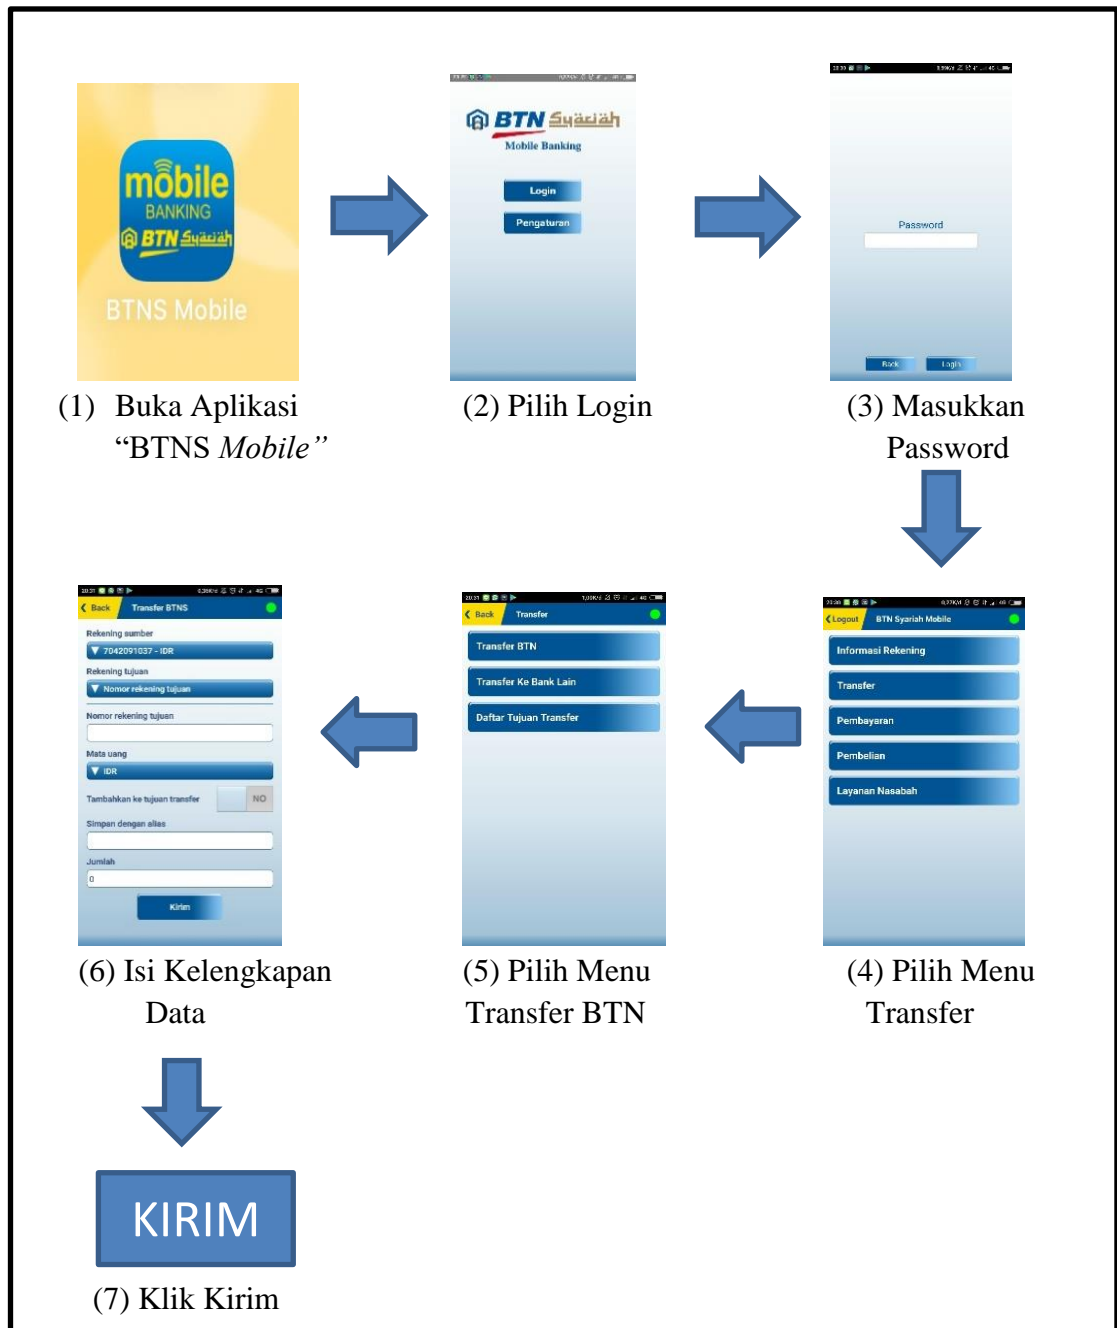 mobile
BANKING
BTN Syariah
BTNS Mobile
(1) Buka Aplikasi
“BTNS Mobile”
BTN Syariah
Mobile Banking
Login
Pengaturan
(2) Pilih Login
Password
Back Login
(3) Masukkan
Password
Logout BTN Syariah Mobile
Informasi Rekening
Transfer
Pembayaran
Pembelian
Layanan Nasabah
(4) Pilih Menu
Transfer
20:31
Back Transfer
Transfer BTN
Transfer Ke Bank Lain
Daftar Tujuan Transfer
(5) Pilih Menu
Transfer BTN
20:31
Back Transfer BTNS
Rekening sumber
7042091037 - IDR
Rekening tujuan
Nomor rekening tujuan
Nomor rekening tujuan
Mata uang
IDR
Tambahkan ke tujuan transfer NO
Simpan dengan alias
Jumlah
0
Kirim
(6) Isi Kelengkapan
Data
KIRIM
(7) Klik Kirim